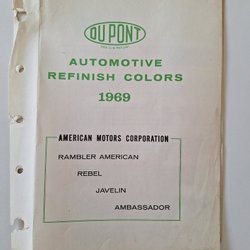 DU PONT
AUTOMOTIVE
REFINISH COLORS
1969
AMERICAN MOTORS CORPORATION
RAMBLER AMERICAN
REBEL
JAVELIN
AMBASSADOR